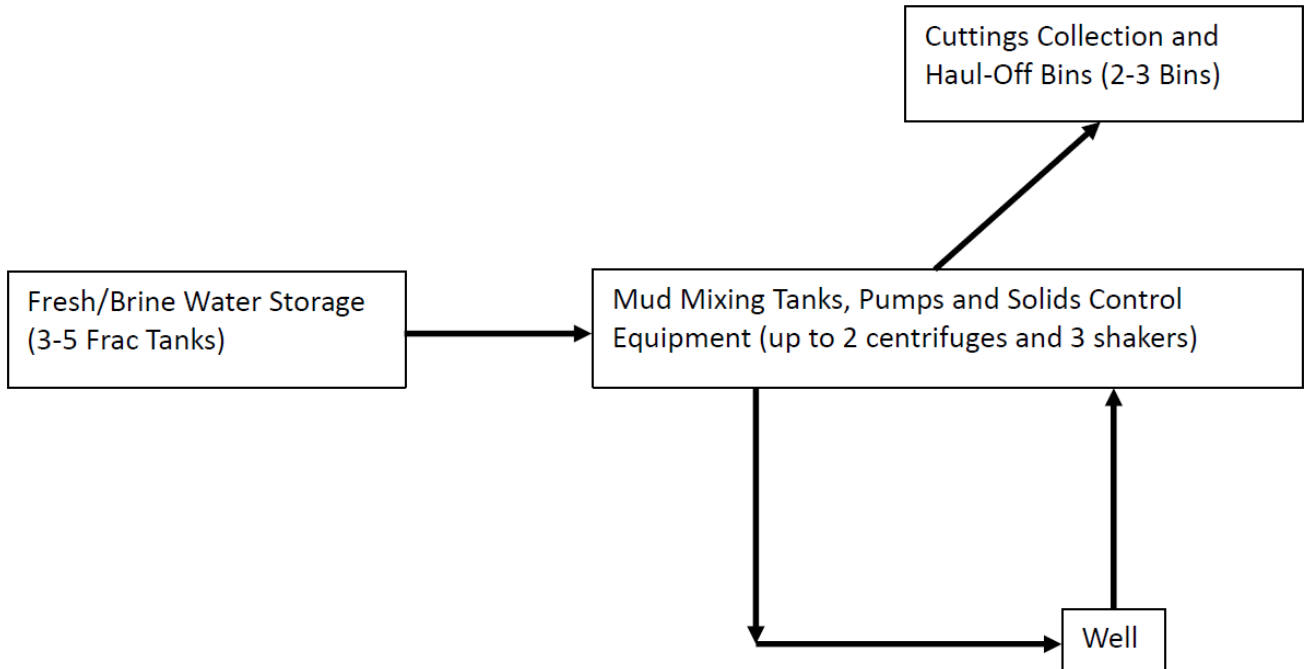 Cuttings Collection and
Haul-Off Bins (2-3 Bins)
Fresh/Brine Water Storage
(3-5 Frac Tanks)
Mud Mixing Tanks, Pumps and Solids Control
Equipment (up to 2 centrifuges and 3 shakers)
Well